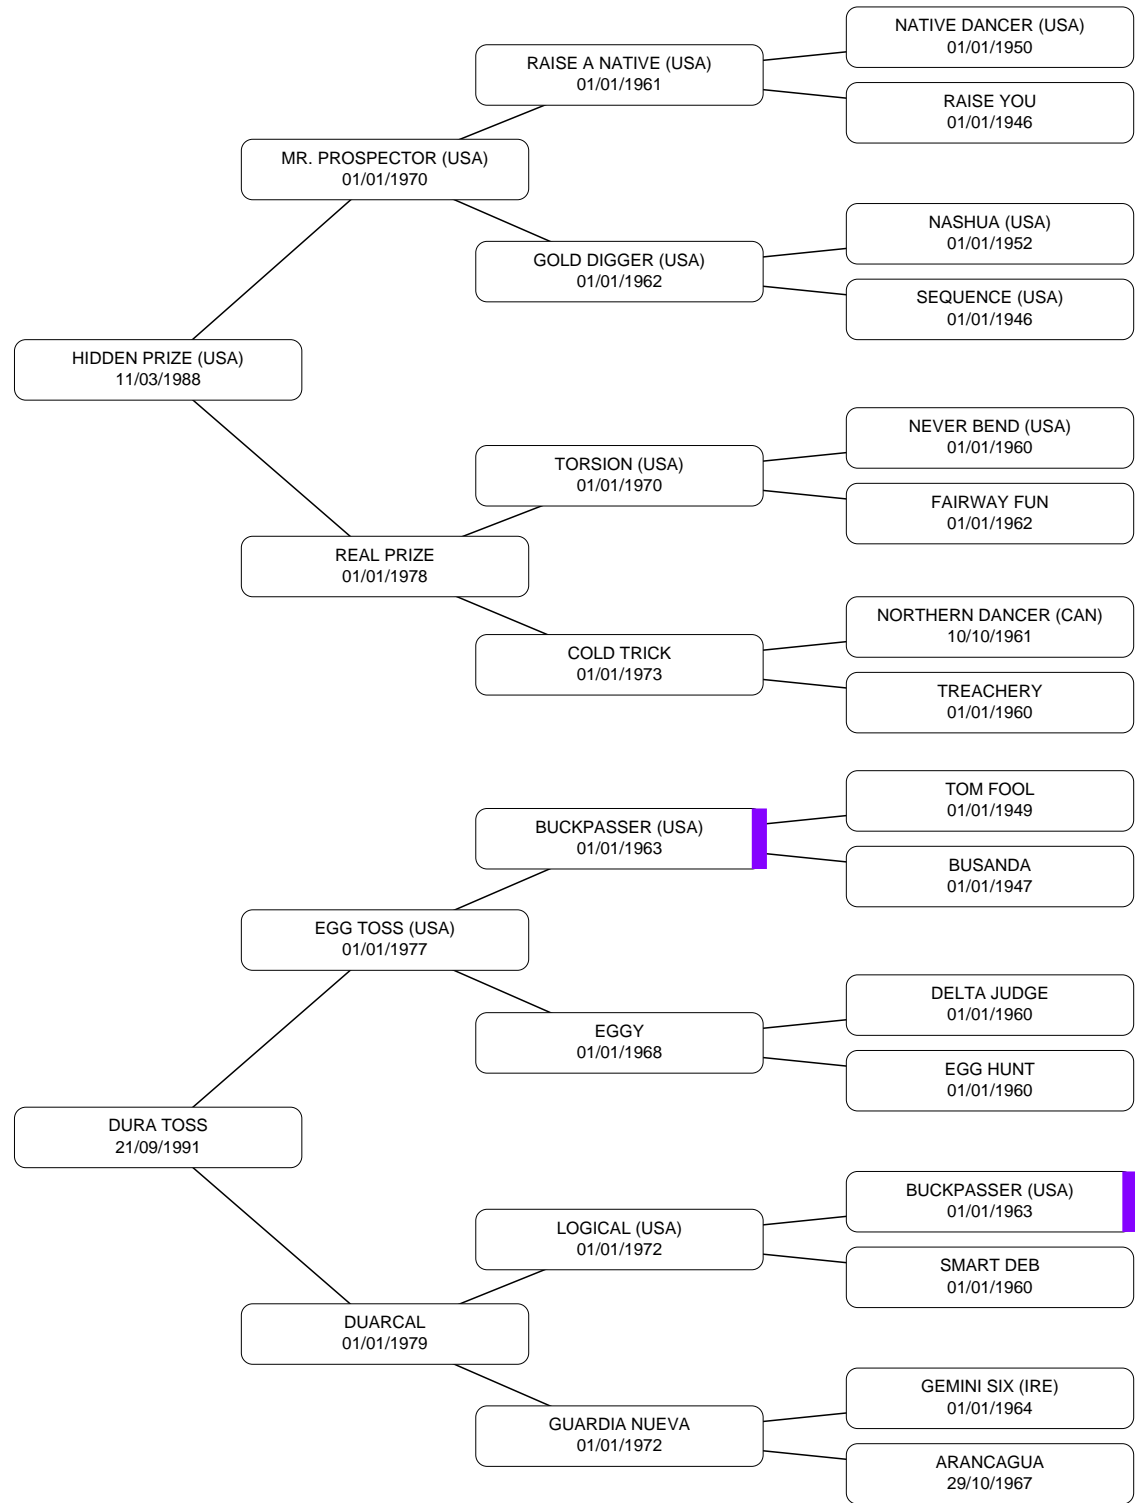 NATIVE DANCER (USA)
01/01/1950
RAISE A NATIVE (USA)
01/01/1961
RAISE YOU
01/01/1946
MR. PROSPECTOR (USA)
01/01/1970
NASHUA (USA)
01/01/1952
GOLD DIGGER (USA)
01/01/1962
SEQUENCE (USA)
01/01/1946
HIDDEN PRIZE (USA)
11/03/1988
NEVER BEND (USA)
01/01/1960
TORSION (USA)
01/01/1970
FAIRWAY FUN
01/01/1962
REAL PRIZE
01/01/1978
NORTHERN DANCER (CAN)
10/10/1961
COLD TRICK
01/01/1973
TREACHERY
01/01/1960
TOM FOOL
01/01/1949
BUCKPASSER (USA)
01/01/1963
BUSANDA
01/01/1947
EGG TOSS (USA)
01/01/1977
DELTA JUDGE
01/01/1960
EGGY
01/01/1968
EGG HUNT
01/01/1960
DURA TOSS
21/09/1991
BUCKPASSER (USA)
01/01/1963
LOGICAL (USA)
01/01/1972
SMART DEB
01/01/1960
DUARCAL
01/01/1979
GEMINI SIX (IRE)
01/01/1964
GUARDIA NUEVA
01/01/1972
ARANCAGUA
29/10/1967